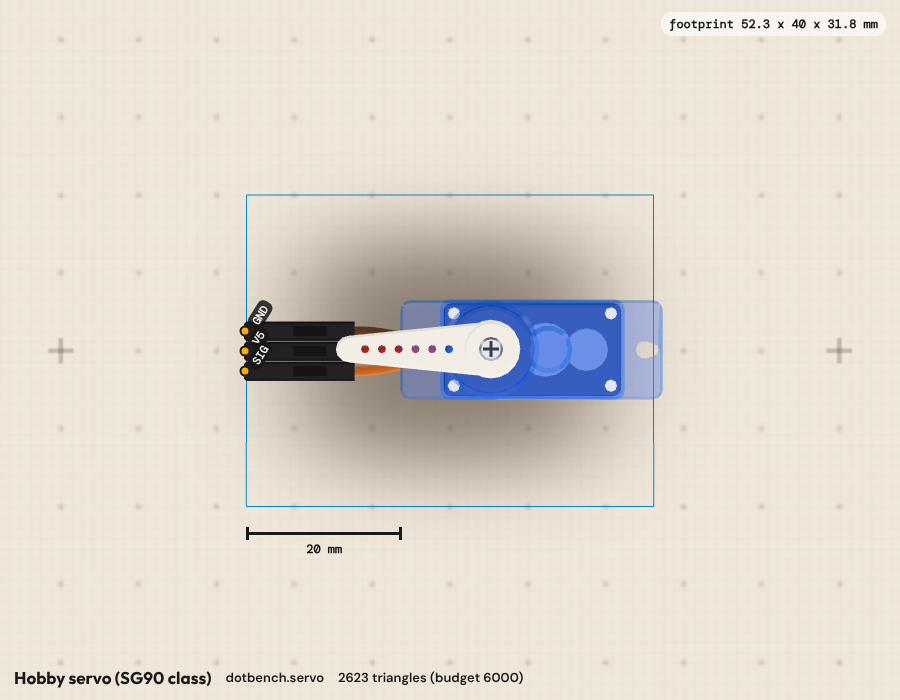 footprint 52.3 x 40 x 31.8 mm
GND
V5
SIG
20 mm
Hobby servo (SG90 class) dotbench.servo 2623 triangles (budget 6000)